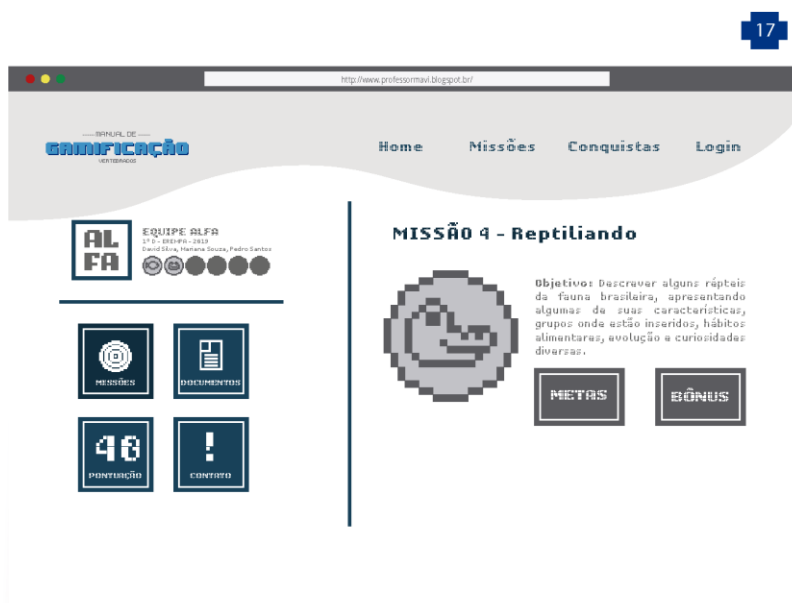 17
http://www.professormavi.blogspot.br/
MANUAL DE
GAMIFICAÇÃO
VERTEBRADOS
Home Missões Conquistas Login
AL
FA
EQUIPE ALFA
1º D - EREMPA - 2019
David Silva, Mariana Souza, Pedro Santos
MISSÕES
DOCUMENTOS
40
PONTUAÇÃO
!
CONTATO
MISSÃO 4 - Reptiliando
Objetivo: Descrever alguns répteis
da fauna brasileira, apresentando
algumas de suas características,
grupos onde estão inseridos, hábitos
alimentares, evolução e curiosidades
diversas.
METAS
BÔNUS